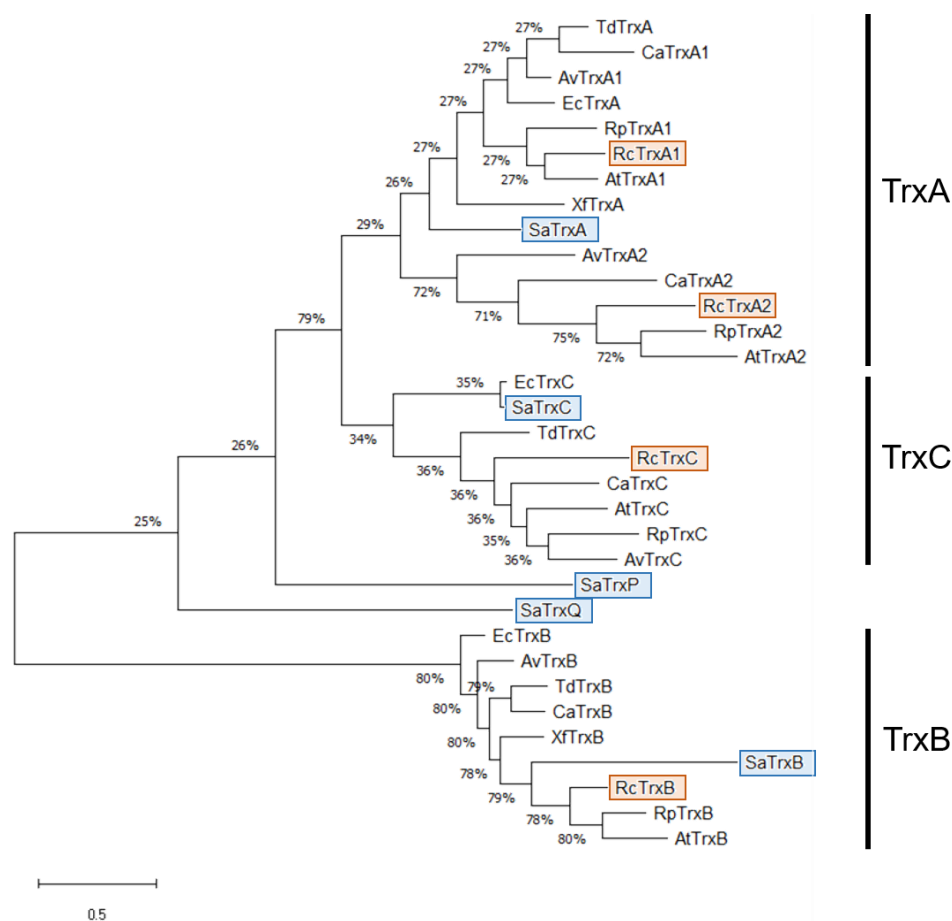 27%
TdTrxA
27%
CaTrxA1
27%
AvTrxA1
27%
EcTrxA
27%
RpTrxA1
27%
RcTrxA1
27%
AtTrxA1
26%
XfTrxA
TrxA
29%
SaTrxA
AvTrxA2
72%
CaTrxA2
71%
RcTrxA2
79%
75%
RpTrxA2
72%
AtTrxA2
35%
EcTrxC
SaTrxC
34%
TdTrxC
26%
36%
RcTrxC
TrxC
36%
CaTrxC
25%
36%
AtTrxC
35%
RpTrxC
36%
AvTrxC
SaTrxP
SaTrxQ
EcTrxB
80%
AvTrxB
79%
TdTrxB
80%
CaTrxB
80%
XfTrxB
TrxB
78%
SaTrxB
79%
RcTrxB
78%
RpTrxB
80%
AtTrxB
0.5